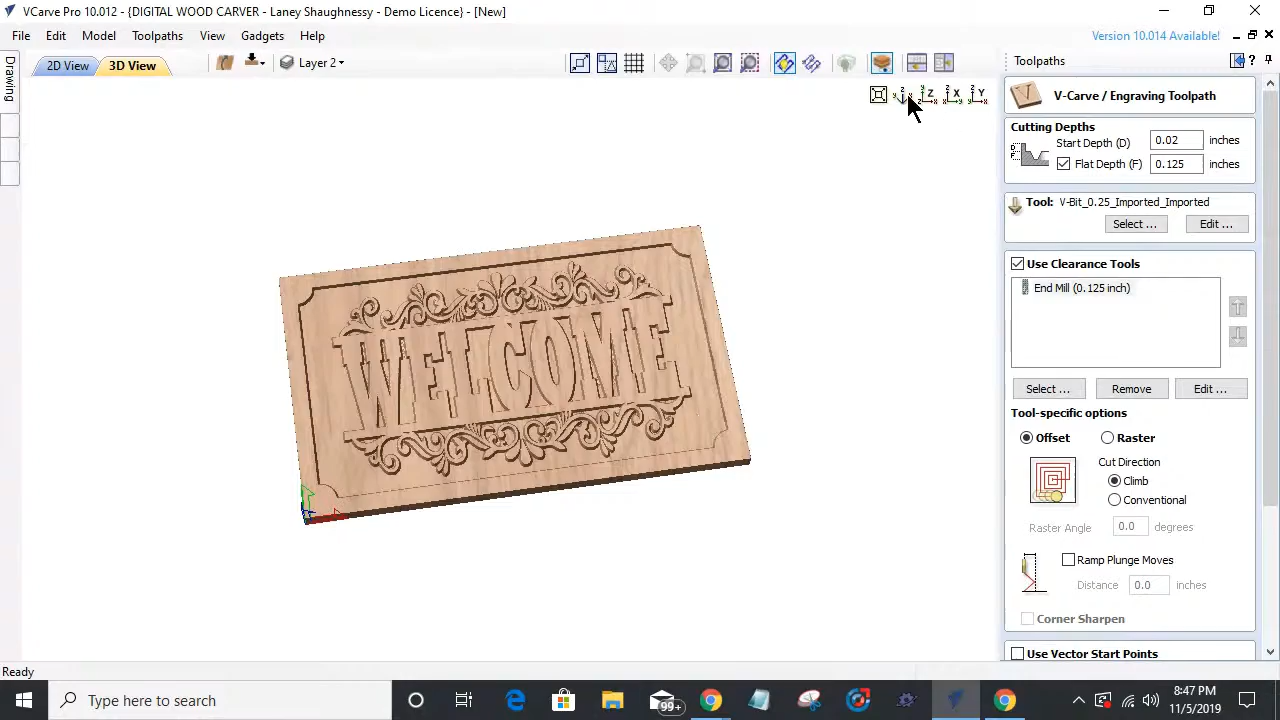 VCarve Pro 10.012 - {DIGITAL WOOD CARVER - Laney Shaughnessy - Demo Licence} - [New]
File Edit Model Toolpaths View Gadgets Help
Version 10.014 Available!
2D View 3D View
Layer 2
Drawing
Toolpaths
?
Z X Y
V-Carve / Engraving Toolpath
Cutting Depths
Start Depth (D) 0.02 inches
Flat Depth (F) 0.125 inches
Tool: V-Bit_0.25_Imported_Imported
Select ... Edit ...
Use Clearance Tools
End Mill (0.125 inch)
Select ... Remove Edit ...
Tool-specific options
Offset Raster
Cut Direction
Climb
Conventional
Raster Angle 0.0 degrees
Ramp Plunge Moves
Distance 0.0 inches
Corner Sharpen
Use Vector Start Points
WELCOME
Ready
Type here to search
99+
8:47 PM
11/5/2019